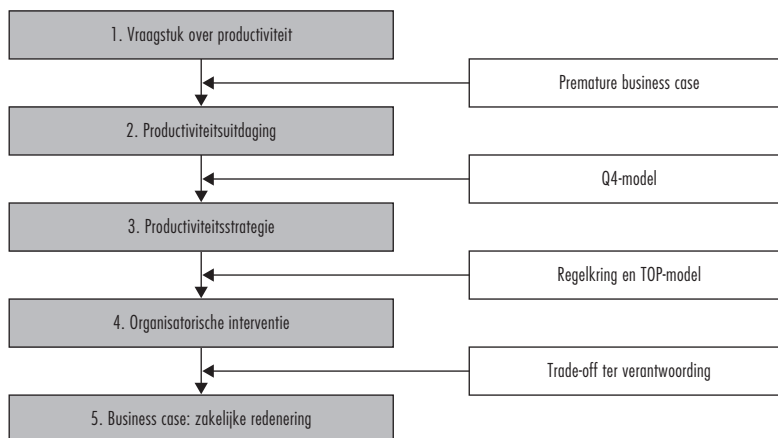 1. Vraagstuk over productiviteit
Premature business case
2. Productiviteitsuitdaging
Q4-model
3. Productiviteitsstrategie
Regelkring en TOP-model
4. Organisatorische interventie
Trade-off ter verantwoording
5. Business case: zakelijke redenering